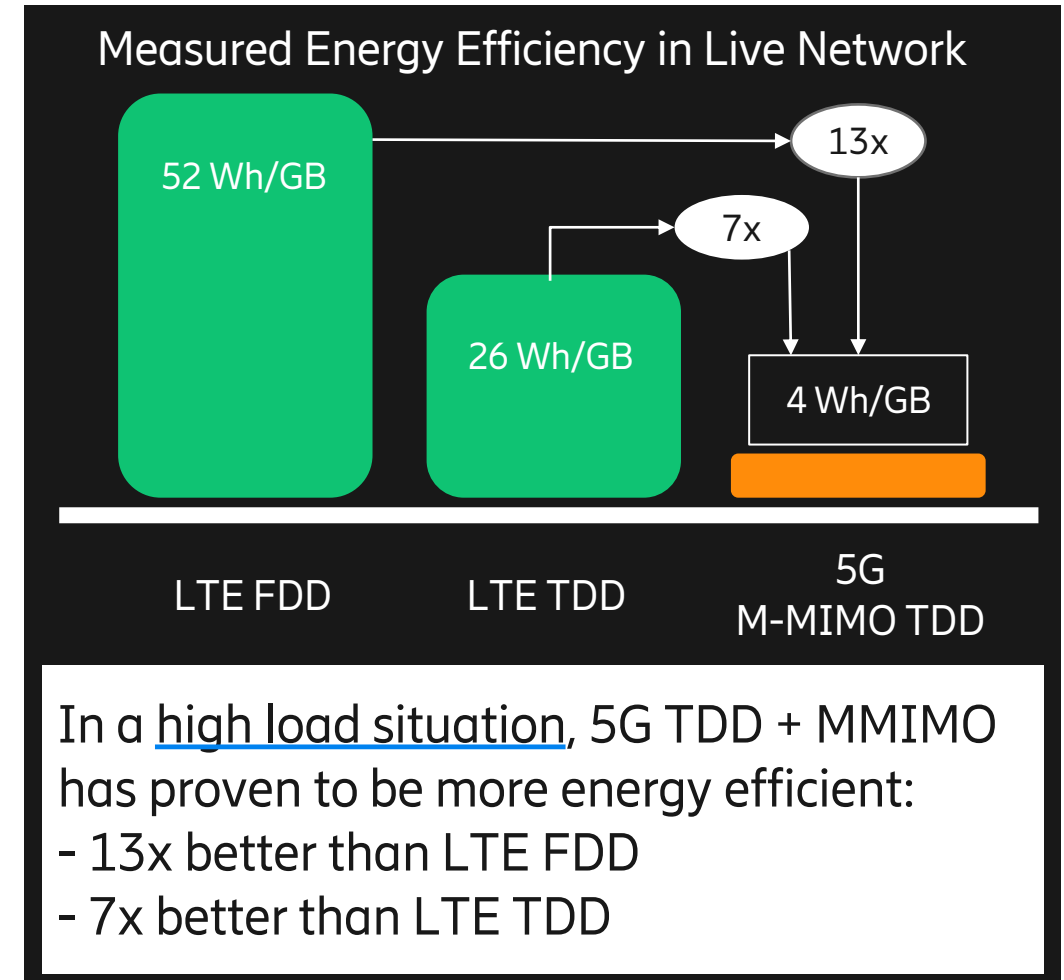 Measured Energy Efficiency in Live Network
52 Wh/GB
13x
7x
26 Wh/GB
4 Wh/GB
LTE FDD
LTE TDD
5G
M-MIMO TDD
In a high load situation, 5G TDD + MMIMO
has proven to be more energy efficient:
- 13x better than LTE FDD
- 7x better than LTE TDD